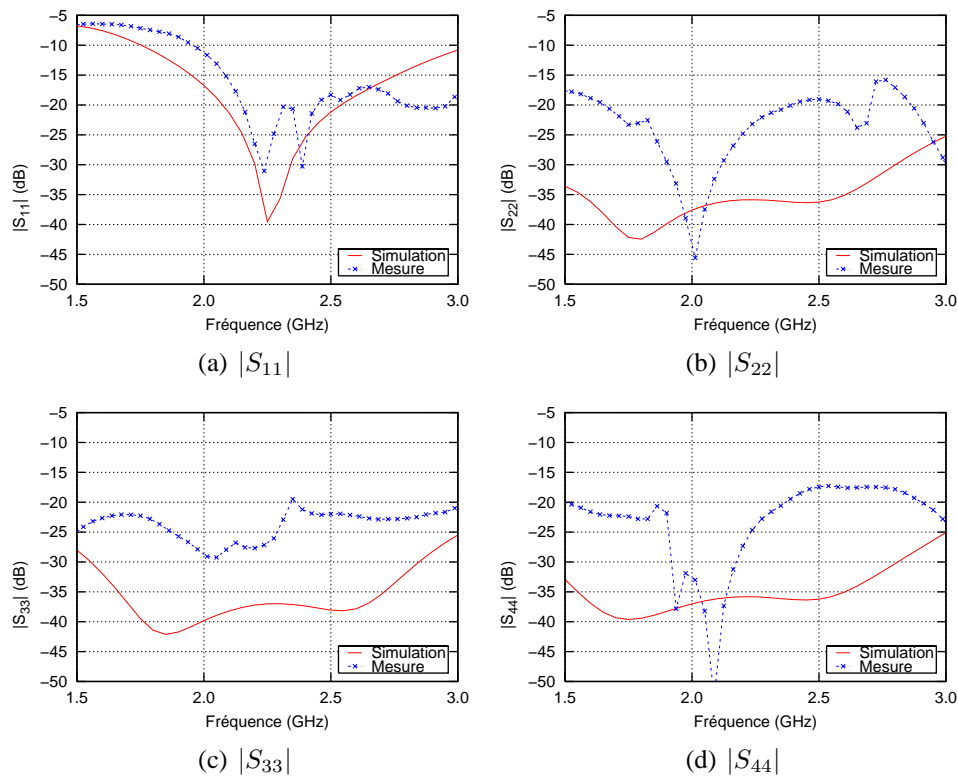 −5
−10
−15
−20
−25
−30
−35
−40
−45
−50
|S11| (dB)
Simulation
Mesure
1.5 2.0 2.5 3.0
Fréquence (GHz)
(a) |S11|
−5
−10
−15
−20
−25
−30
−35
−40
−45
−50
|S22| (dB)
Simulation
Mesure
1.5 2.0 2.5 3.0
Fréquence (GHz)
(b) |S22|
−5
−10
−15
−20
−25
−30
−35
−40
−45
−50
|S33| (dB)
Simulation
Mesure
1.5 2.0 2.5 3.0
Fréquence (GHz)
(c) |S33|
−5
−10
−15
−20
−25
−30
−35
−40
−45
−50
|S44| (dB)
Simulation
Mesure
1.5 2.0 2.5 3.0
Fréquence (GHz)
(d) |S44|